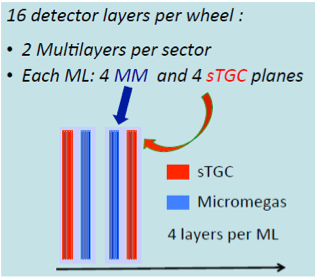 16 detector layers per wheel :
• 2 Multilayers per sector
• Each ML: 4 MM and 4 sTGC planes
sTGC
Micromegas
4 layers per ML